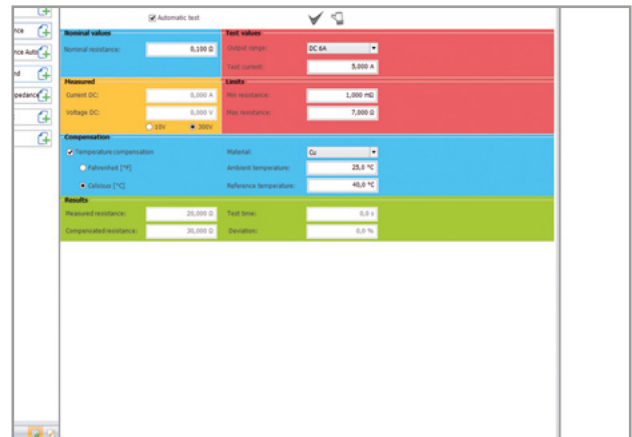 Automatic test
nce
nce Auto
nd
pedance
Nominal values
Nominal resistance: 0,100 Ω
Test values
Output range: DC 6A
Test current: 5,000 A
Measured
Current DC: 0,000 A
Voltage DC: 0,000 V
10V 300V
Limits
Min resistance: 1,000 mΩ
Max resistance: 7,000 Ω
Compensation
Temperature compensation
Fahrenheit [°F]
Celsious [°C]
Material: Cu
Ambient temperature: 25,0 °C
Reference temperature: 40,0 °C
Results
Measured resistance: 20,000 Ω
Compensated resistance: 30,000 Ω
Test time: 0,0 s
Deviation: 0,0 %